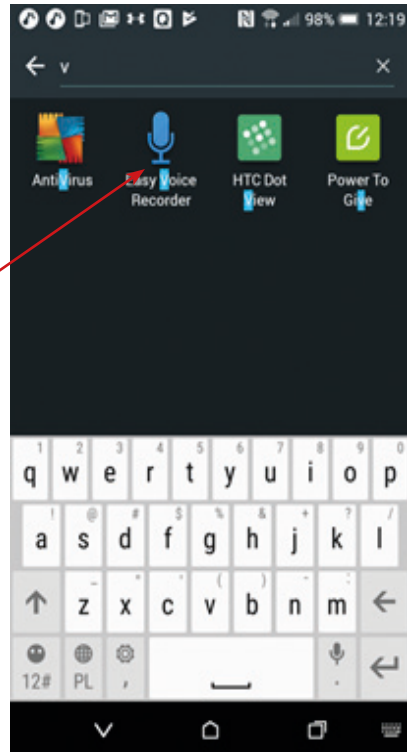 98% 12:19
v
AntiVirus
Easy Voice
Recorder
HTC Dot
View
Power To
Give
1 2 3 4 5 6 7 8 9 0
q w e r t y u i o p
! @ # $ % & + ? /
a s d f g h j k l
_ " ' ( ) - :
z x c v b n m
12# PL , .